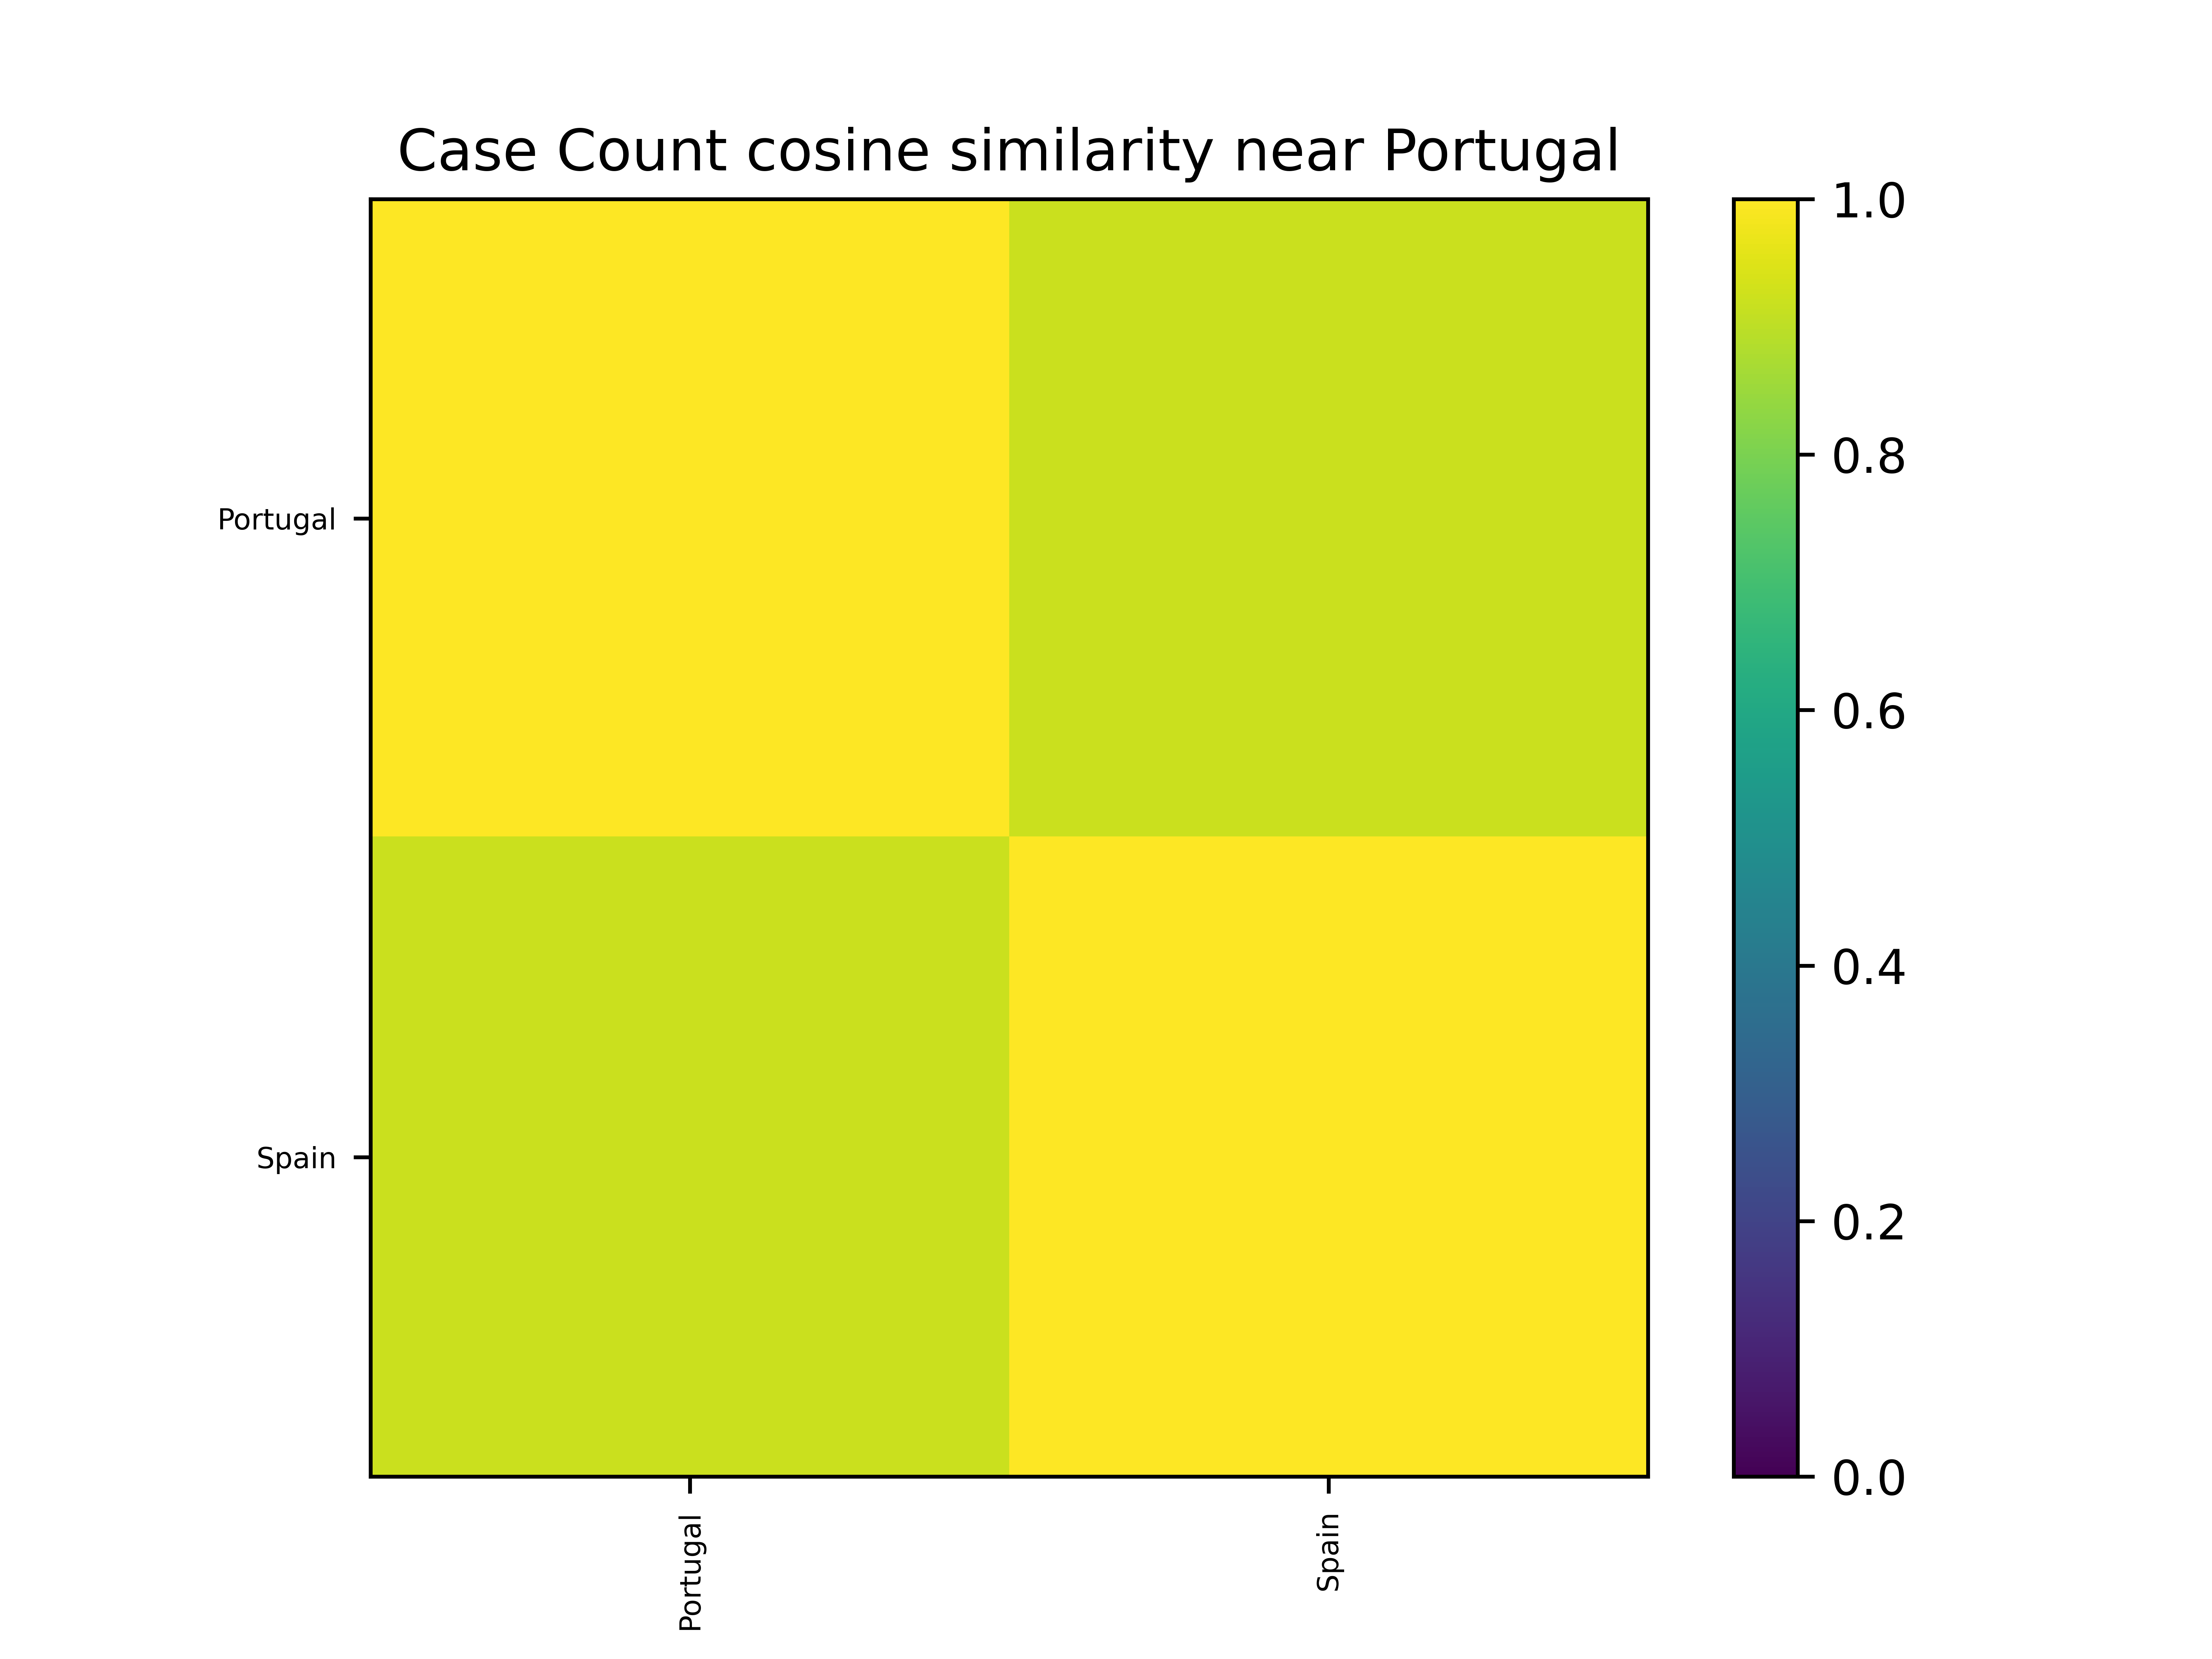 Case Count cosine similarity near Portugal
1.0
0.8
Portugal
0.6
0.4
Spain
0.2
0.0
Portugal
Spain